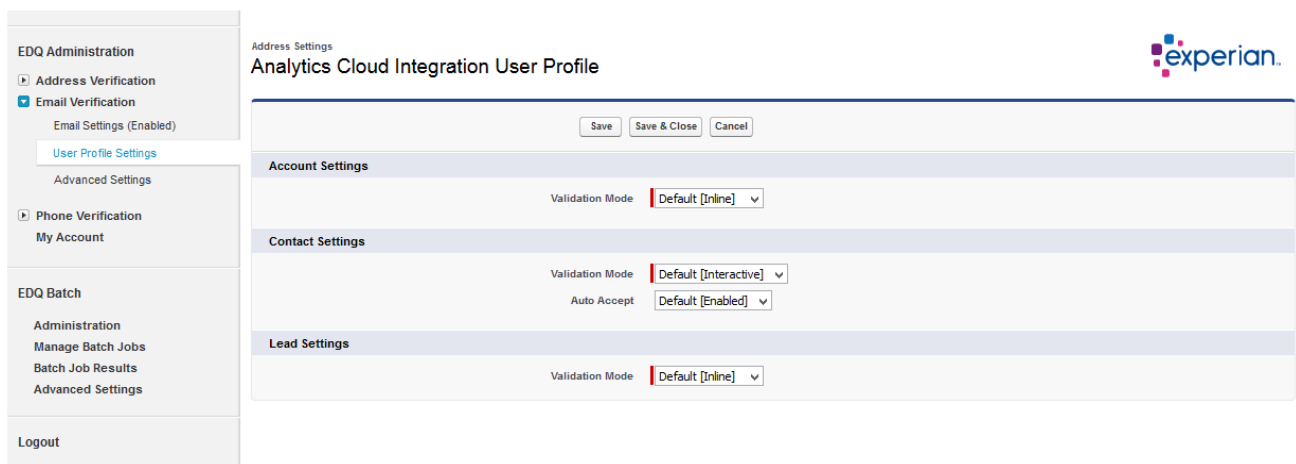 EDQ Administration
Address Verification
Email Verification
Email Settings (Enabled)
User Profile Settings
Advanced Settings
Phone Verification
My Account
EDQ Batch
Administration
Manage Batch Jobs
Batch Job Results
Advanced Settings
Logout
Address Settings
Analytics Cloud Integration User Profile
experian™
Save Save & Close Cancel
Account Settings
Validation Mode Default [Inline]
Contact Settings
Validation Mode Default [Interactive]
Auto Accept Default [Enabled]
Lead Settings
Validation Mode Default [Inline]